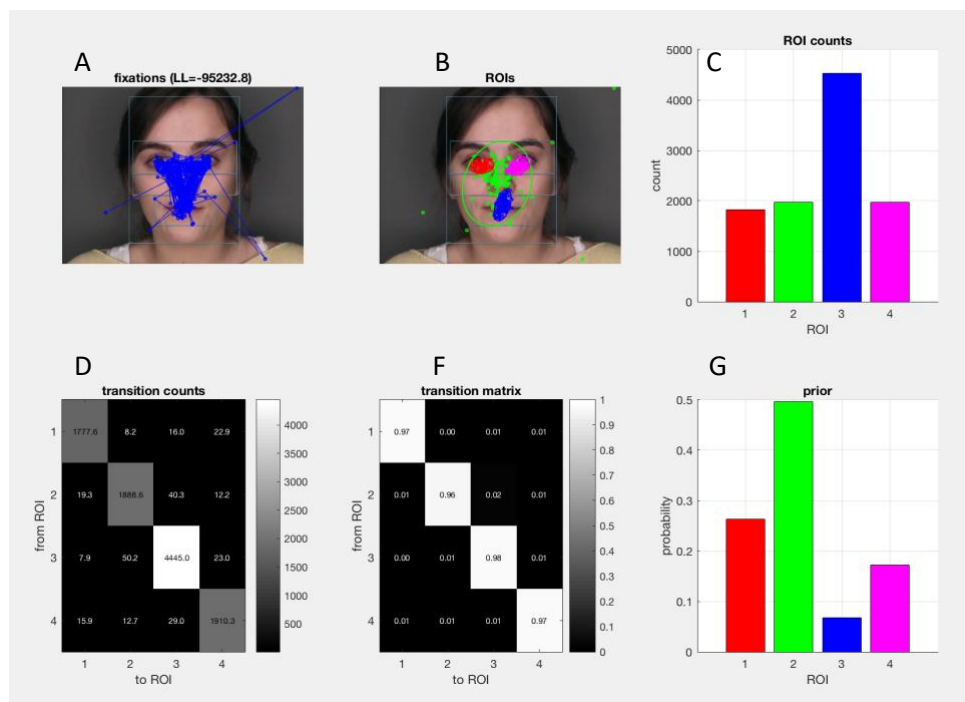 A
fixations (LL=-95232.8)
B
ROIs
C
ROI counts
5000
4000
3000
2000
1000
0
count
1 2 3 4
ROI
D
transition counts
1 1777.6 8.2 16.0 22.9
2 19.3 1888.6 40.3 12.2
3 7.9 50.2 4445.0 23.0
4 15.9 12.7 29.0 1910.3
from ROI
1 2 3 4
to ROI
4000
3500
3000
2500
2000
1500
1000
500
F
transition matrix
1 0.97 0.00 0.01 0.01
2 0.01 0.96 0.02 0.01
3 0.00 0.01 0.98 0.01
4 0.01 0.01 0.01 0.97
from ROI
1 2 3 4
to ROI
1
0.9
0.8
0.7
0.6
0.5
0.4
0.3
0.2
0.1
0
G
prior
0.5
0.4
0.3
0.2
0.1
0
probability
1 2 3 4
ROI